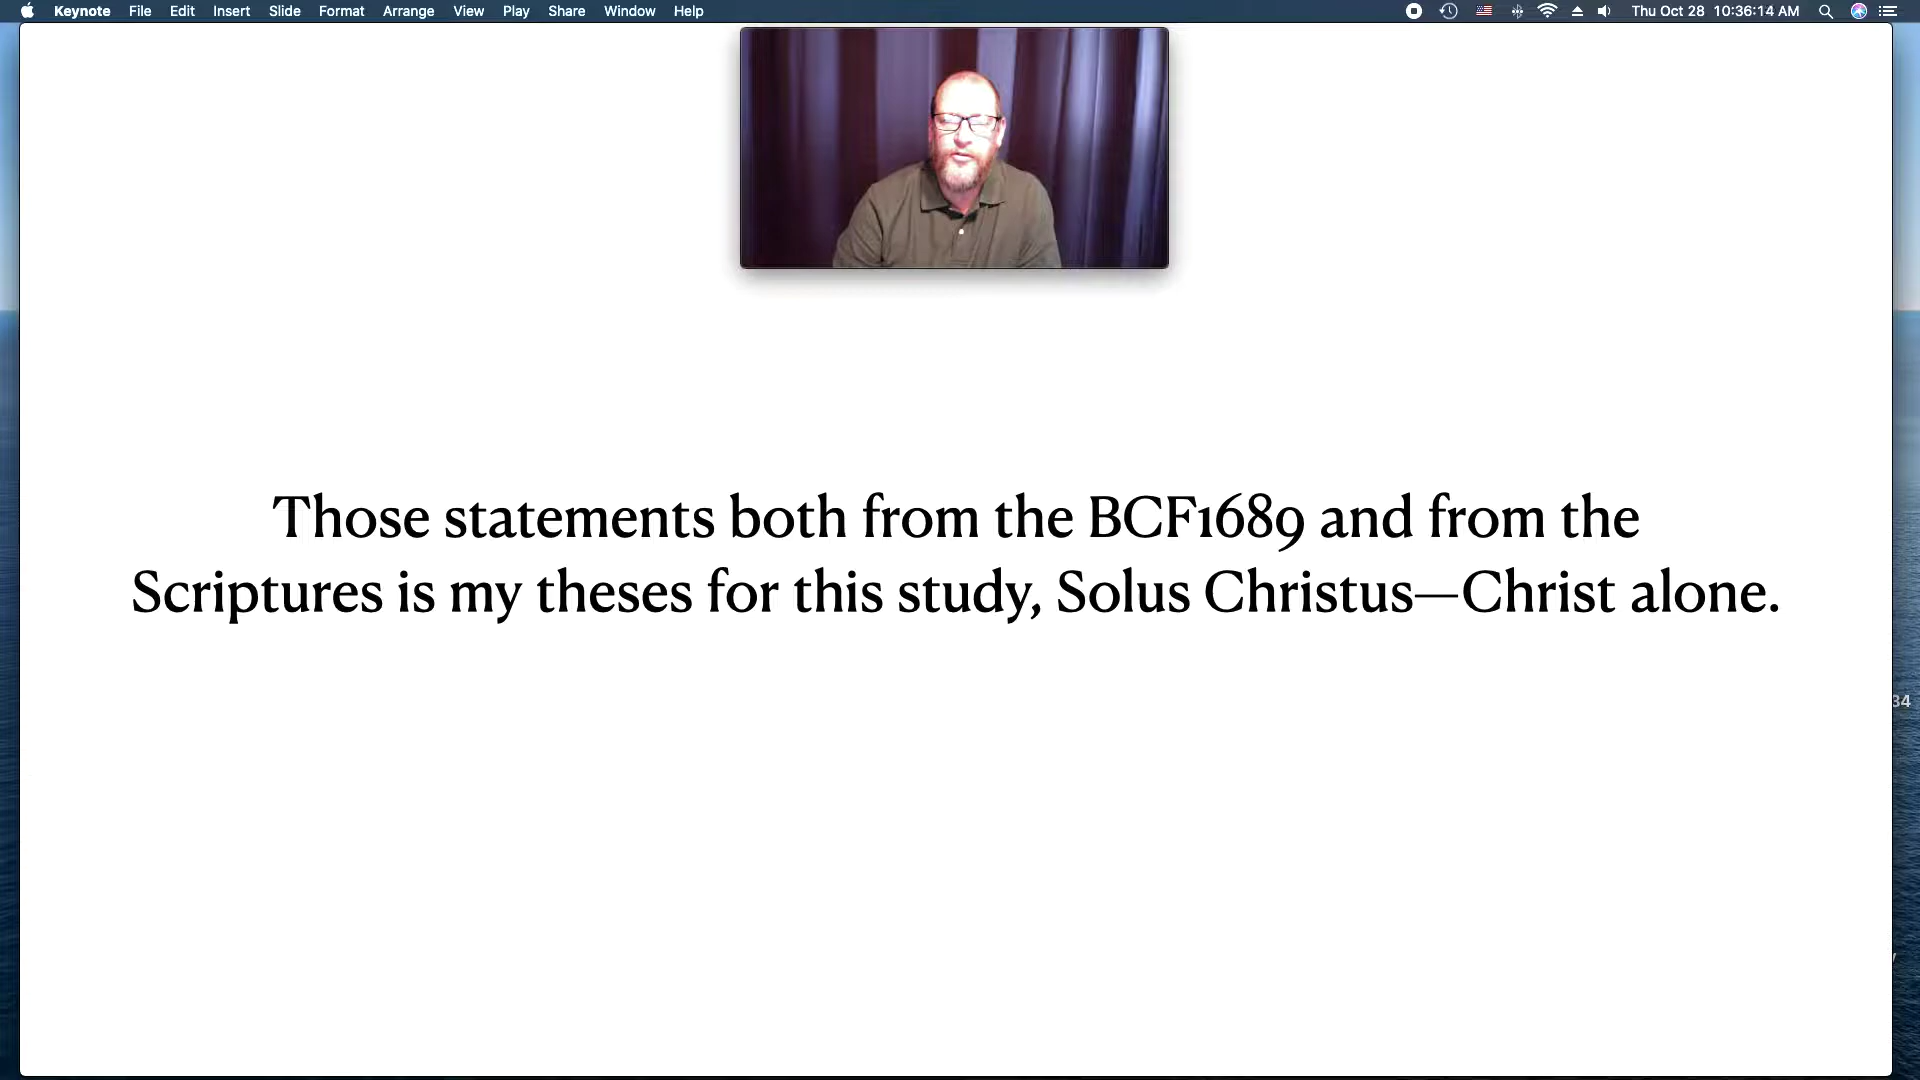 Keynote File Edit Insert Slide Format Arrange View Play Share Window Help Thu Oct 28 10:36:14 AM
Those statements both from the BCF1689 and from the
Scriptures is my theses for this study, Solus Christus—Christ alone.
34